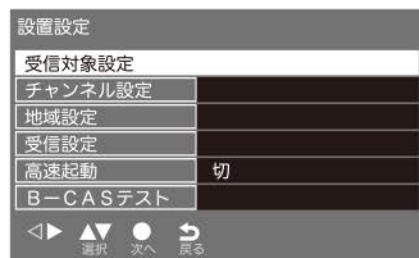 設置設定
受信対象設定
チャンネル設定
地域設定
受信設定
高速起動 切
B－CASテスト
選択 次へ 戻る